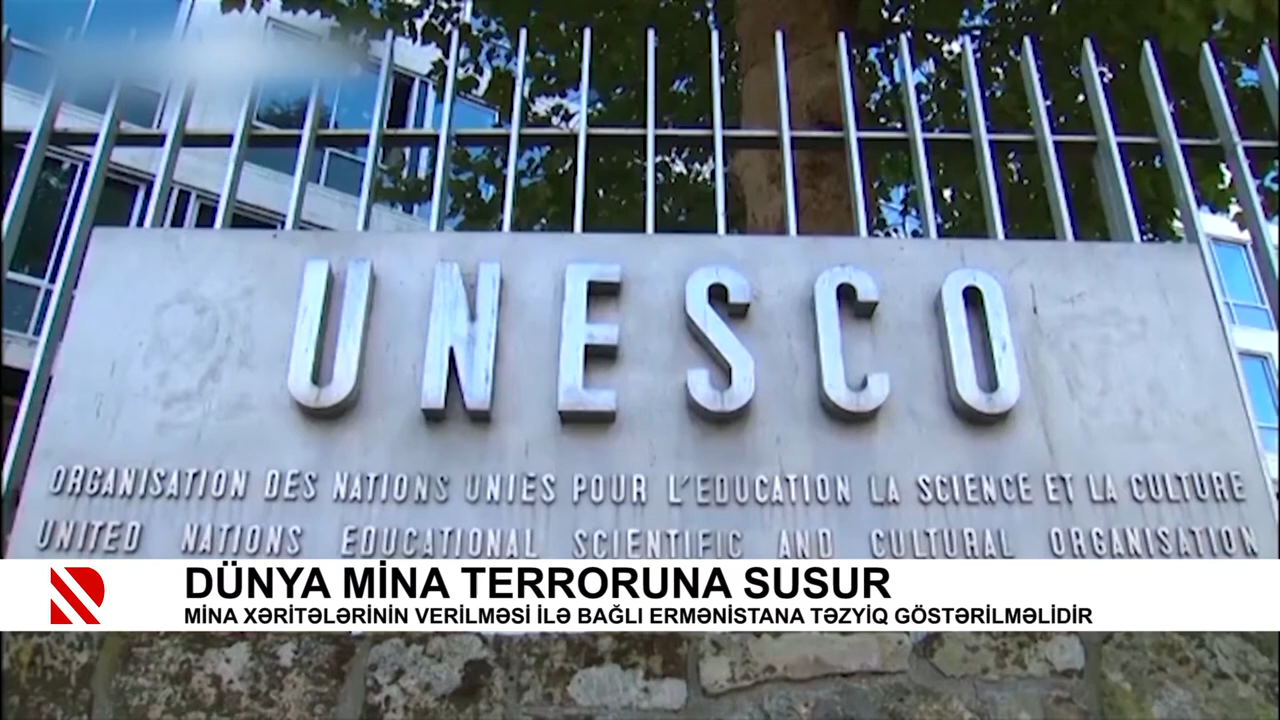 UNESCO
ORGANISATION DES NATIONS UNIES POUR L'EDUCATION LA SCIENCE ET LA CULTURE
UNITED NATIONS EDUCATIONAL SCIENTIFIC AND CULTURAL ORGANISATION
DÜNYA MİNA TERRORUNA SUSUR
MİNA XƏRİTƏLƏRİNİN VERİLMƏSİ İLƏ BAĞLI ERMƏNİSTANA TƏZYİQ GÖSTƏRİLMƏLİDİR